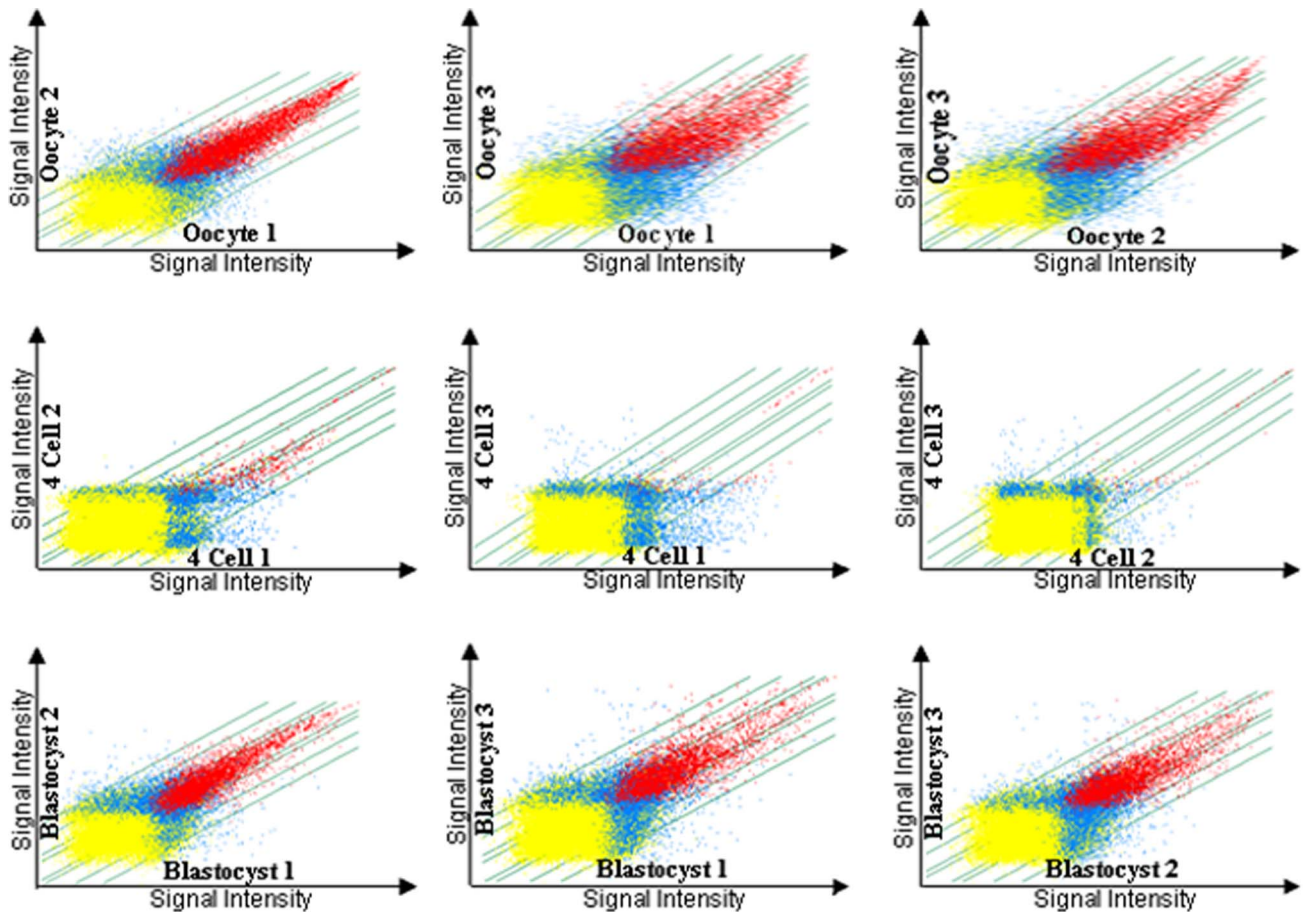 Signal Intensity
Oocyte 2
Oocyte 1
Signal Intensity
Signal Intensity
Oocyte 3
Oocyte 1
Signal Intensity
Signal Intensity
Oocyte 3
Oocyte 2
Signal Intensity
Signal Intensity
4 Cell 2
4 Cell 1
Signal Intensity
Signal Intensity
4 Cell 3
4 Cell 1
Signal Intensity
Signal Intensity
4 Cell 3
4 Cell 2
Signal Intensity
Signal Intensity
Blastocyst 2
Blastocyst 1
Signal Intensity
Signal Intensity
Blastocyst 3
Blastocyst 1
Signal Intensity
Signal Intensity
Blastocyst 3
Blastocyst 2
Signal Intensity